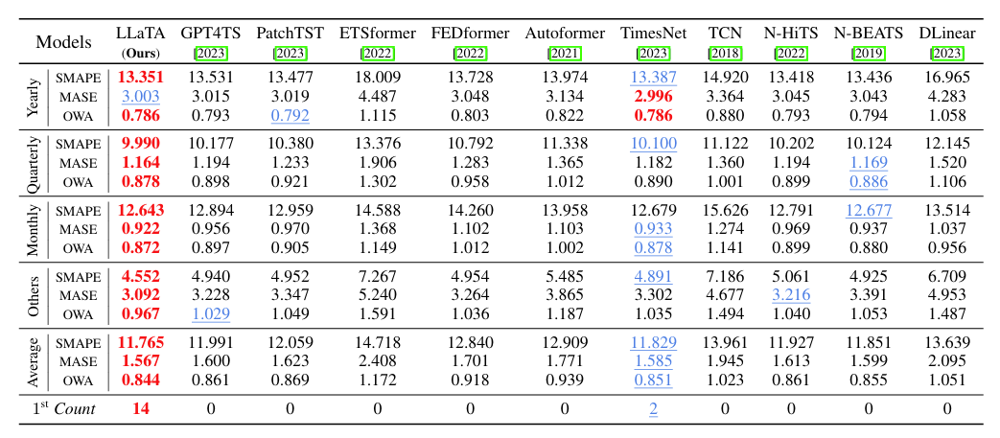 Models LLaTA GPT4TS PatchTST ETSformer FEDformer Autoformer TimesNet TCN N-HiTS N-BEATS DLinear
(Ours) [2023] [2023] [2022] [2022] [2021] [2023] [2018] [2022] [2019] [2023]
Yearly
SMAPE 13.351 13.531 13.477 18.009 13.728 13.974 13.387 14.920 13.418 13.436 16.965
MASE 3.003 3.015 3.019 4.487 3.048 3.134 2.996 3.364 3.045 3.043 4.283
OWA 0.786 0.793 0.792 1.115 0.803 0.822 0.786 0.880 0.793 0.794 1.058
Quarterly
SMAPE 9.990 10.177 10.380 13.376 10.792 11.338 10.100 11.122 10.202 10.124 12.145
MASE 1.164 1.194 1.233 1.906 1.283 1.365 1.182 1.360 1.194 1.169 1.520
OWA 0.878 0.898 0.921 1.302 0.958 1.012 0.890 1.001 0.899 0.886 1.106
Monthly
SMAPE 12.643 12.894 12.959 14.588 14.260 13.958 12.679 15.626 12.791 12.677 13.514
MASE 0.922 0.956 0.970 1.368 1.102 1.103 0.933 1.274 0.969 0.937 1.037
OWA 0.872 0.897 0.905 1.149 1.012 1.002 0.878 1.141 0.899 0.880 0.956
Others
SMAPE 4.552 4.940 4.952 7.267 4.954 5.485 4.891 7.186 5.061 4.925 6.709
MASE 3.092 3.228 3.347 5.240 3.264 3.865 3.302 4.677 3.216 3.391 4.953
OWA 0.967 1.029 1.049 1.591 1.036 1.187 1.035 1.494 1.040 1.053 1.487
Average
SMAPE 11.765 11.991 12.059 14.718 12.840 12.909 11.829 13.961 11.927 11.851 13.639
MASE 1.567 1.600 1.623 2.408 1.701 1.771 1.585 1.945 1.613 1.599 2.095
OWA 0.844 0.861 0.869 1.172 0.918 0.939 0.851 1.023 0.861 0.855 1.051
1st Count 14 0 0 0 0 0 2 0 0 0 0